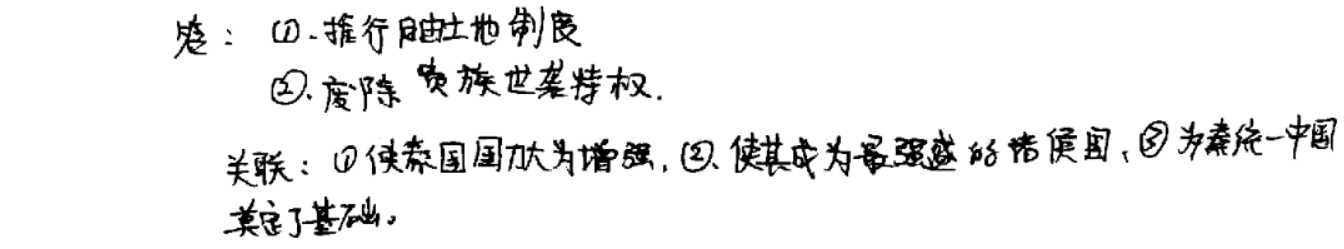 答：①.推行自由土地制度
②.废除贵族世袭特权.
关联：①使秦国国力大为增强,②、使其成为最强盛的诸侯国、③为秦统一中国
奠定了基础。